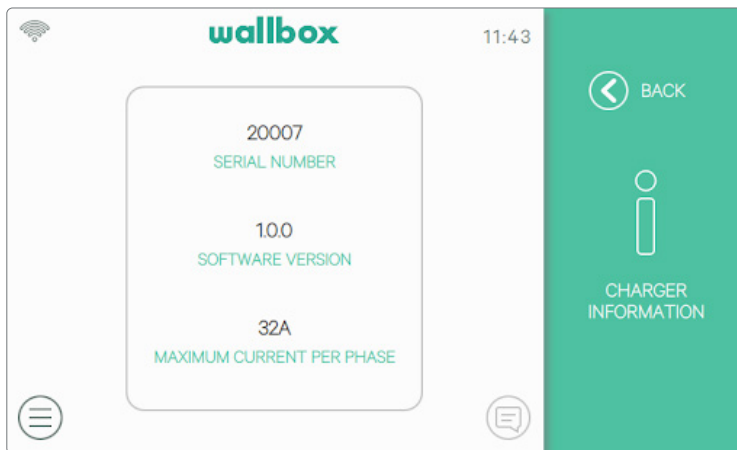 wallbox
11:43
20007
SERIAL NUMBER
1.0.0
SOFTWARE VERSION
32A
MAXIMUM CURRENT PER PHASE
BACK
CHARGER
INFORMATION